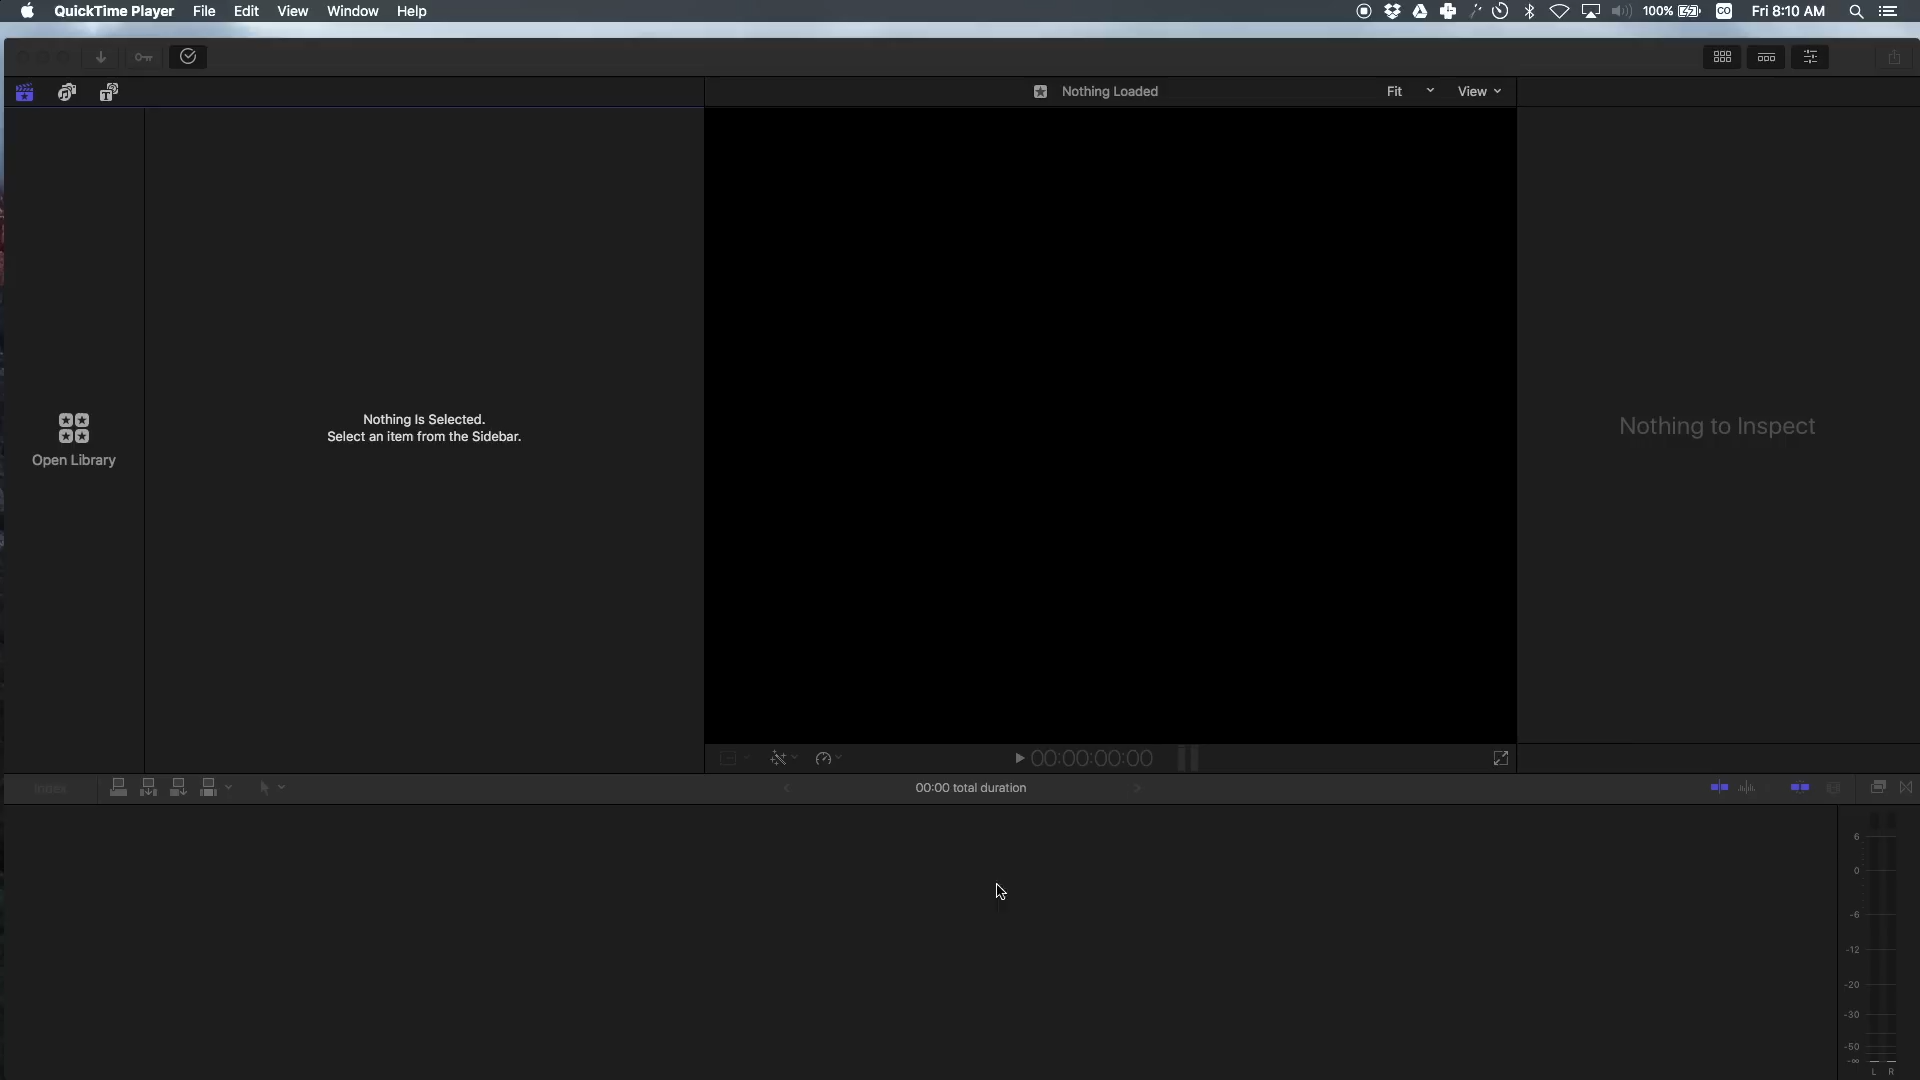 QuickTime Player File Edit View Window Help 100% Fri 8:10 AM
Nothing Loaded Fit View
Nothing Is Selected.
Select an item from the Sidebar.
Open Library
Nothing to Inspect
00:00:00:00
Index 00:00 total duration
6
0
-6
-12
-20
-30
-50
-∞
L R